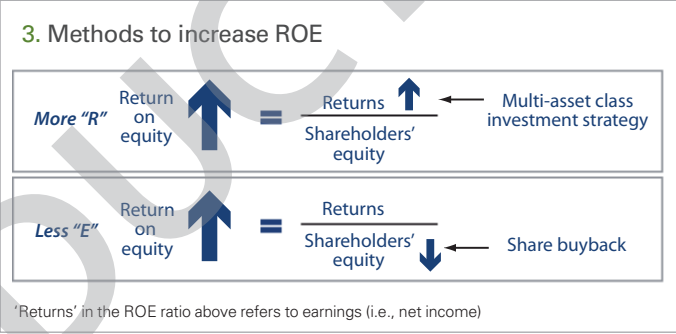 3. Methods to increase ROE
More "R"
Return
on
equity
=
Returns
Shareholders'
equity
Multi-asset class
investment strategy
Less "E"
Return
on
equity
=
Returns
Shareholders'
equity
Share buyback
'Returns' in the ROE ratio above refers to earnings (i.e., net income)